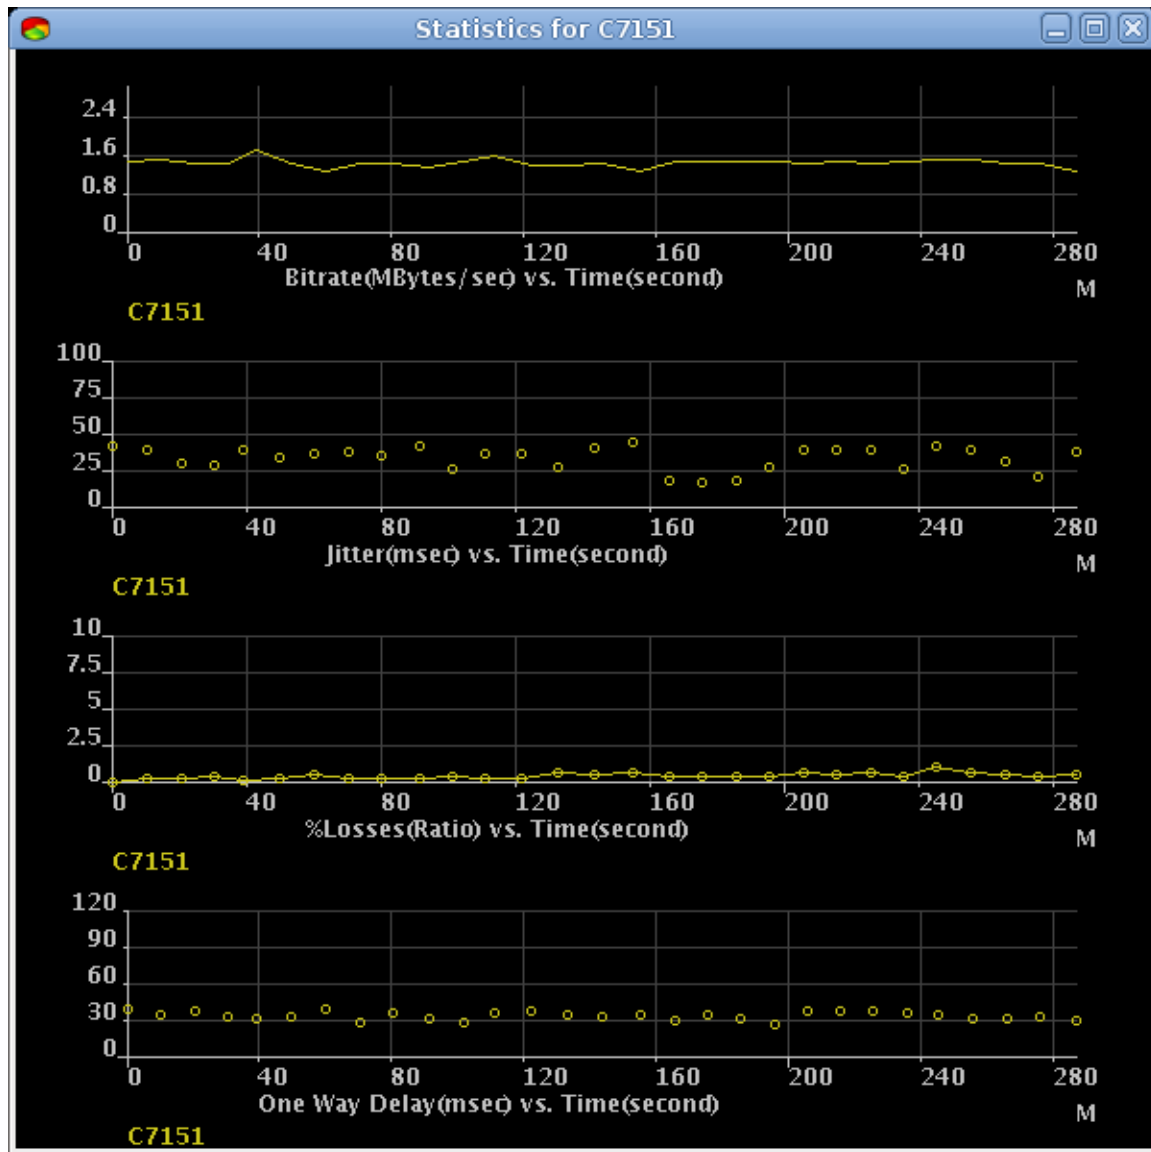 Statistics for C7151
2.4
1.6
0.8
0
0 40 80 120 160 200 240 280
Bitrate(MBytes/sec) vs. Time(second)
M
C7151
100
75
50
25
0
0 40 80 120 160 200 240 280
Jitter(msec) vs. Time(second)
M
C7151
10
7.5
5
2.5
0
0 40 80 120 160 200 240 280
%Losses(Ratio) vs. Time(second)
M
C7151
120
90
60
30
0
0 40 80 120 160 200 240 280
One Way Delay(msec) vs. Time(second)
M
C7151